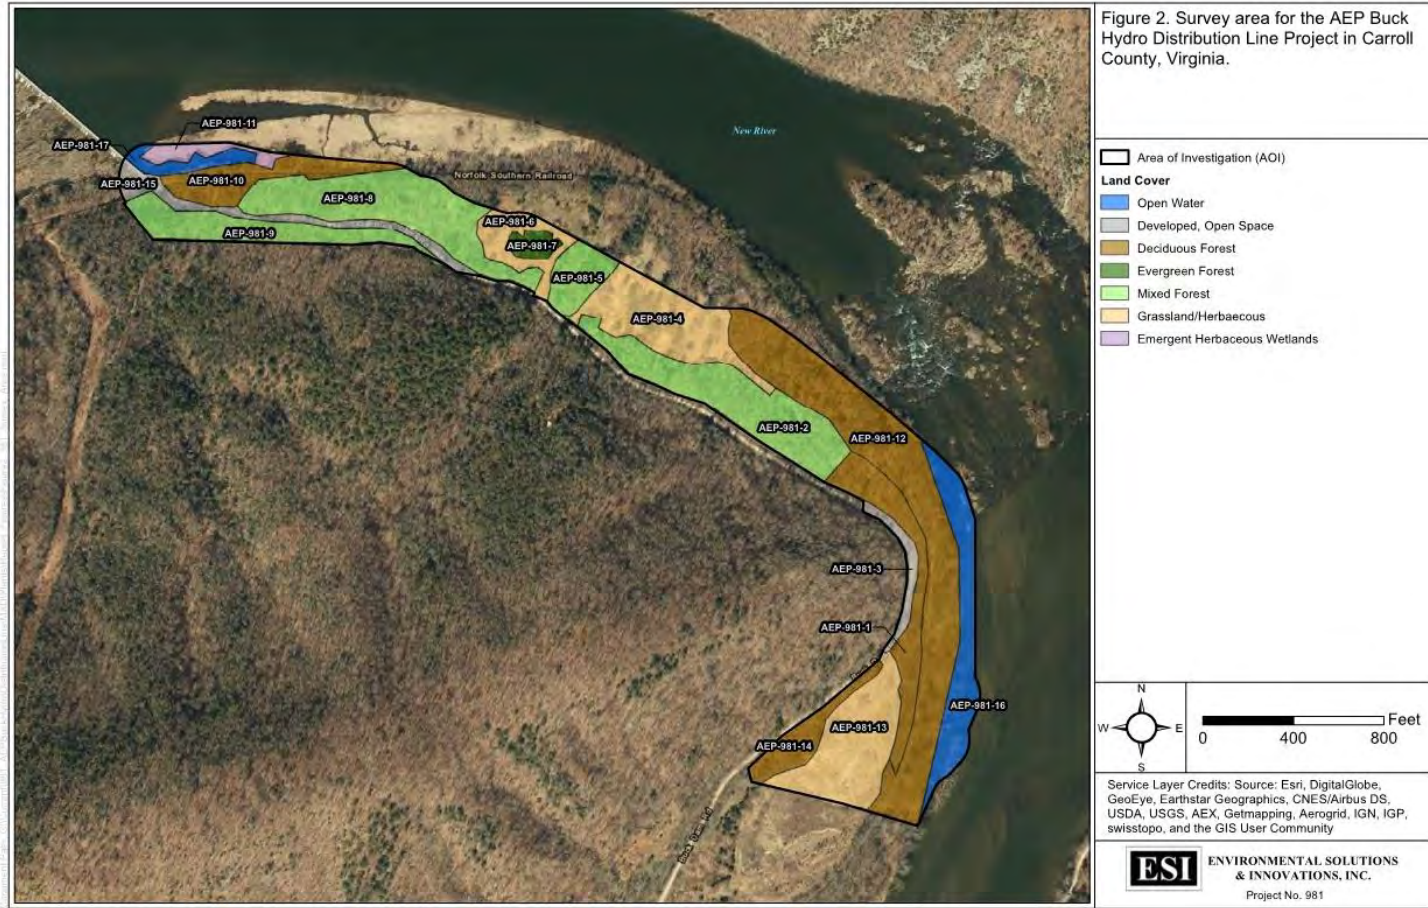 Figure 2. Survey area for the AEP Buck
Hydro Distribution Line Project in Carroll
County, Virginia.
Area of Investigation (AOI)
Land Cover
Open Water
Developed, Open Space
Deciduous Forest
Evergreen Forest
Mixed Forest
Grassland/Herbaecous
Emergent Herbaceous Wetlands
New River
Norfolk Southern Railroad
AEP-981-11
AEP-981-17
AEP-981-15
AEP-981-10
AEP-981-8
AEP-981-9
AEP-981-6
AEP-981-7
AEP-981-5
AEP-981-4
AEP-981-2
AEP-981-12
AEP-981-3
AEP-981-1
AEP-981-16
AEP-981-13
AEP-981-14
Buck Dam Rd
N
W E
S
Feet
0 400 800
Service Layer Credits: Source: Esri, DigitalGlobe,
GeoEye, Earthstar Geographics, CNES/Airbus DS,
USDA, USGS, AEX, Getmapping, Aerogrid, IGN, IGP,
swisstopo, and the GIS User Community
ESI
ENVIRONMENTAL SOLUTIONS
& INNOVATIONS, INC.
Project No. 981